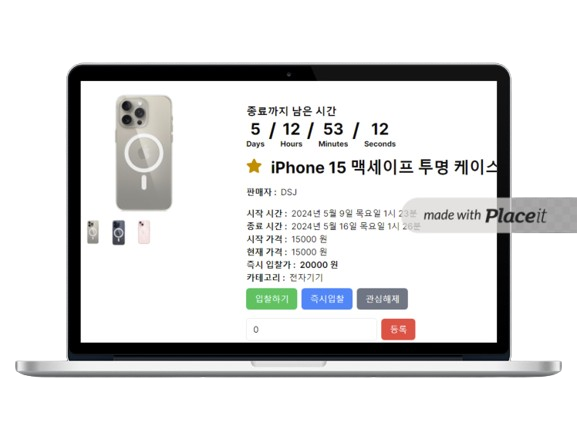 종료까지 남은 시간
5 / 12 / 53 / 12
Days Hours Minutes Seconds
iPhone 15 맥세이프 투명 케이스
판매자 : DSJ
시작 시간 : 2024년 5월 9일 목요일 1시 23분
종료 시간 : 2024년 5월 16일 목요일 1시 26분
시작 가격 : 15000 원
현재 가격 : 15000 원
즉시 입찰가 : 20000 원
카테고리 : 전자기기
입찰하기 즉시입찰 관심해제
0 등록
made with Placeit